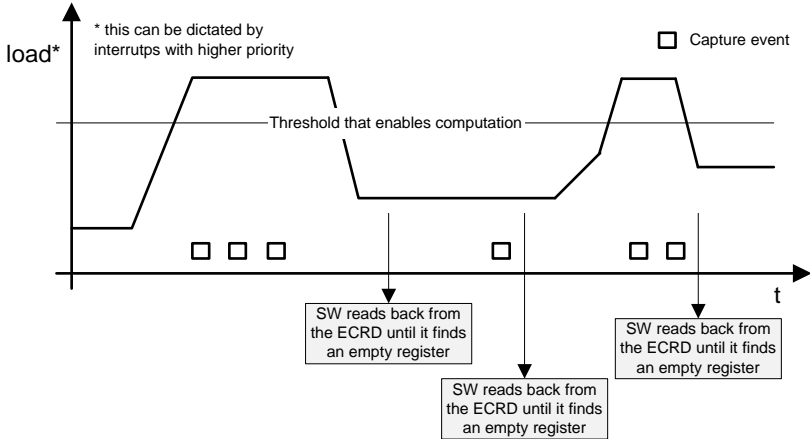 * this can be dictated by
interrutps with higher priority
load*
Capture event
Threshold that enables computation
t
SW reads back from
the ECRD until it finds
an empty register
SW reads back from
the ECRD until it finds
an empty register
SW reads back from
the ECRD until it finds
an empty register